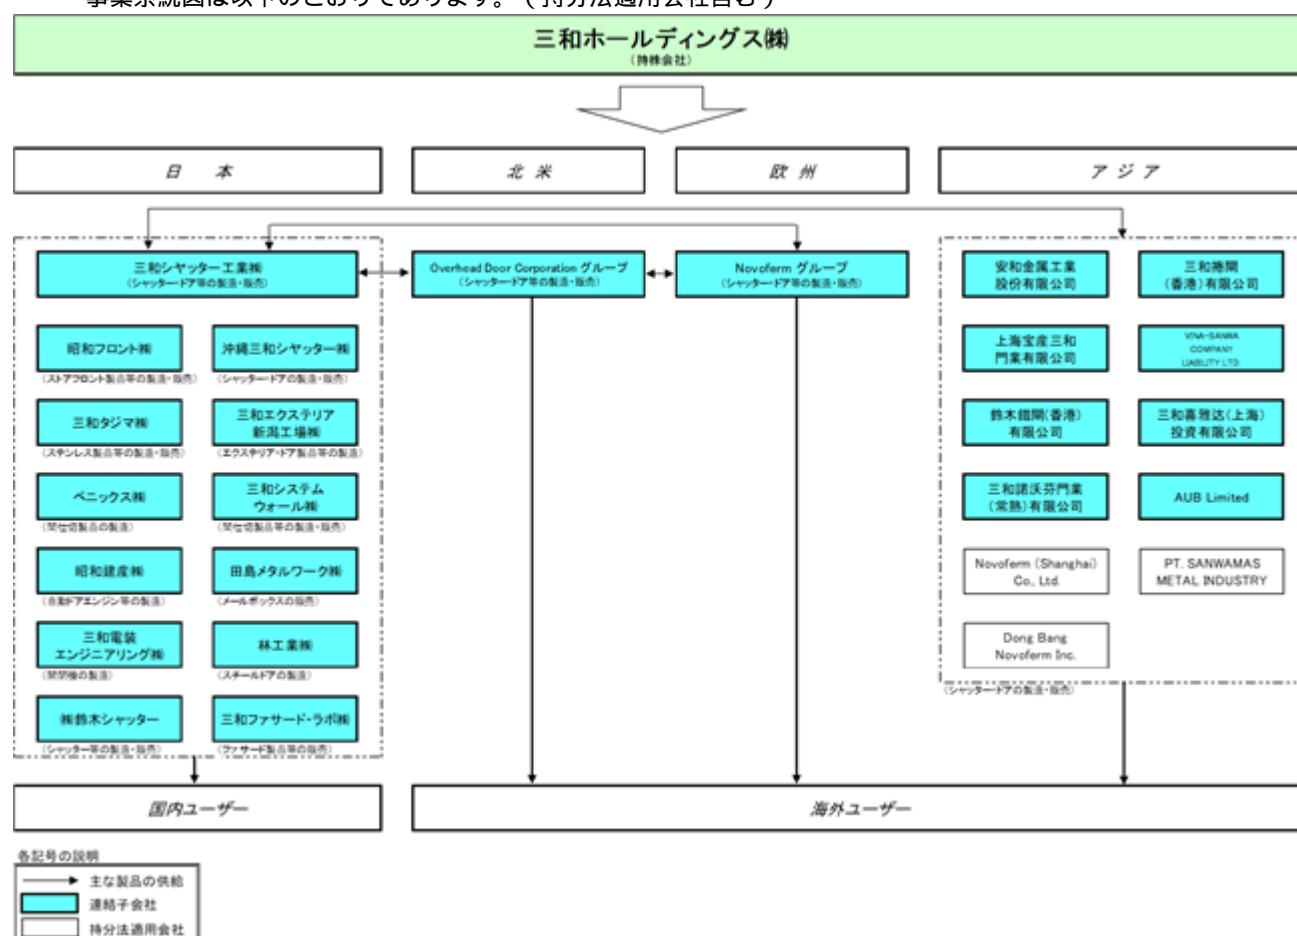 事業系統図は以下のとおりであります。（持分法適用会社含む）
三和ホールディングス㈱
（持株会社）
日 本
北 米
欧 州
ア ジ ア
三和シヤッター工業㈱
（シャッター・ドア等の製造・販売）
Overhead Door Corporation グループ
（シャッター・ドア等の製造・販売）
Novoferm グループ
（シャッター・ドア等の製造・販売）
安和金属工業
股份有限公司
三和捲閘
（香港）有限公司
昭和フロント㈱
（ストアフロント製品等の製造・販売）
沖縄三和シヤッター㈱
（シャッター・ドアの製造・販売）
上海宝産三和
門業有限公司
VINA-SANWA
COMPANY
LIABILITY LTD.
三和タジマ㈱
（ステンレス製品等の製造・販売）
三和エクステリア
新潟工場㈱
（エクステリア・ドア製品等の製造）
鈴木鐵閘（香港）
有限公司
三和喜雅达（上海）
投資有限公司
ベニックス㈱
（間仕切製品の製造）
三和システム
ウォール㈱
（間仕切製品等の製造・販売）
三和諾沃芬門業
（常熟）有限公司
AUB Limited
昭和建産㈱
（自動ドアエンジン等の製造）
田島メタルワーク㈱
（メールボックスの販売）
Novoferm (Shanghai)
Co., Ltd.
PT. SANWAMAS
METAL INDUSTRY
三和電装
エンジニアリング㈱
（開閉機の製造）
林工業㈱
（スチールドアの製造）
Dong Bang
Novoferm Inc.
（シャッター・ドアの製造・販売）
㈱鈴木シャッター
（シャッター等の製造・販売）
三和ファサード・ラボ㈱
（ファサード製品等の販売）
国内ユーザー
海外ユーザー
各記号の説明
主な製品の供給
連結子会社
持分法適用会社